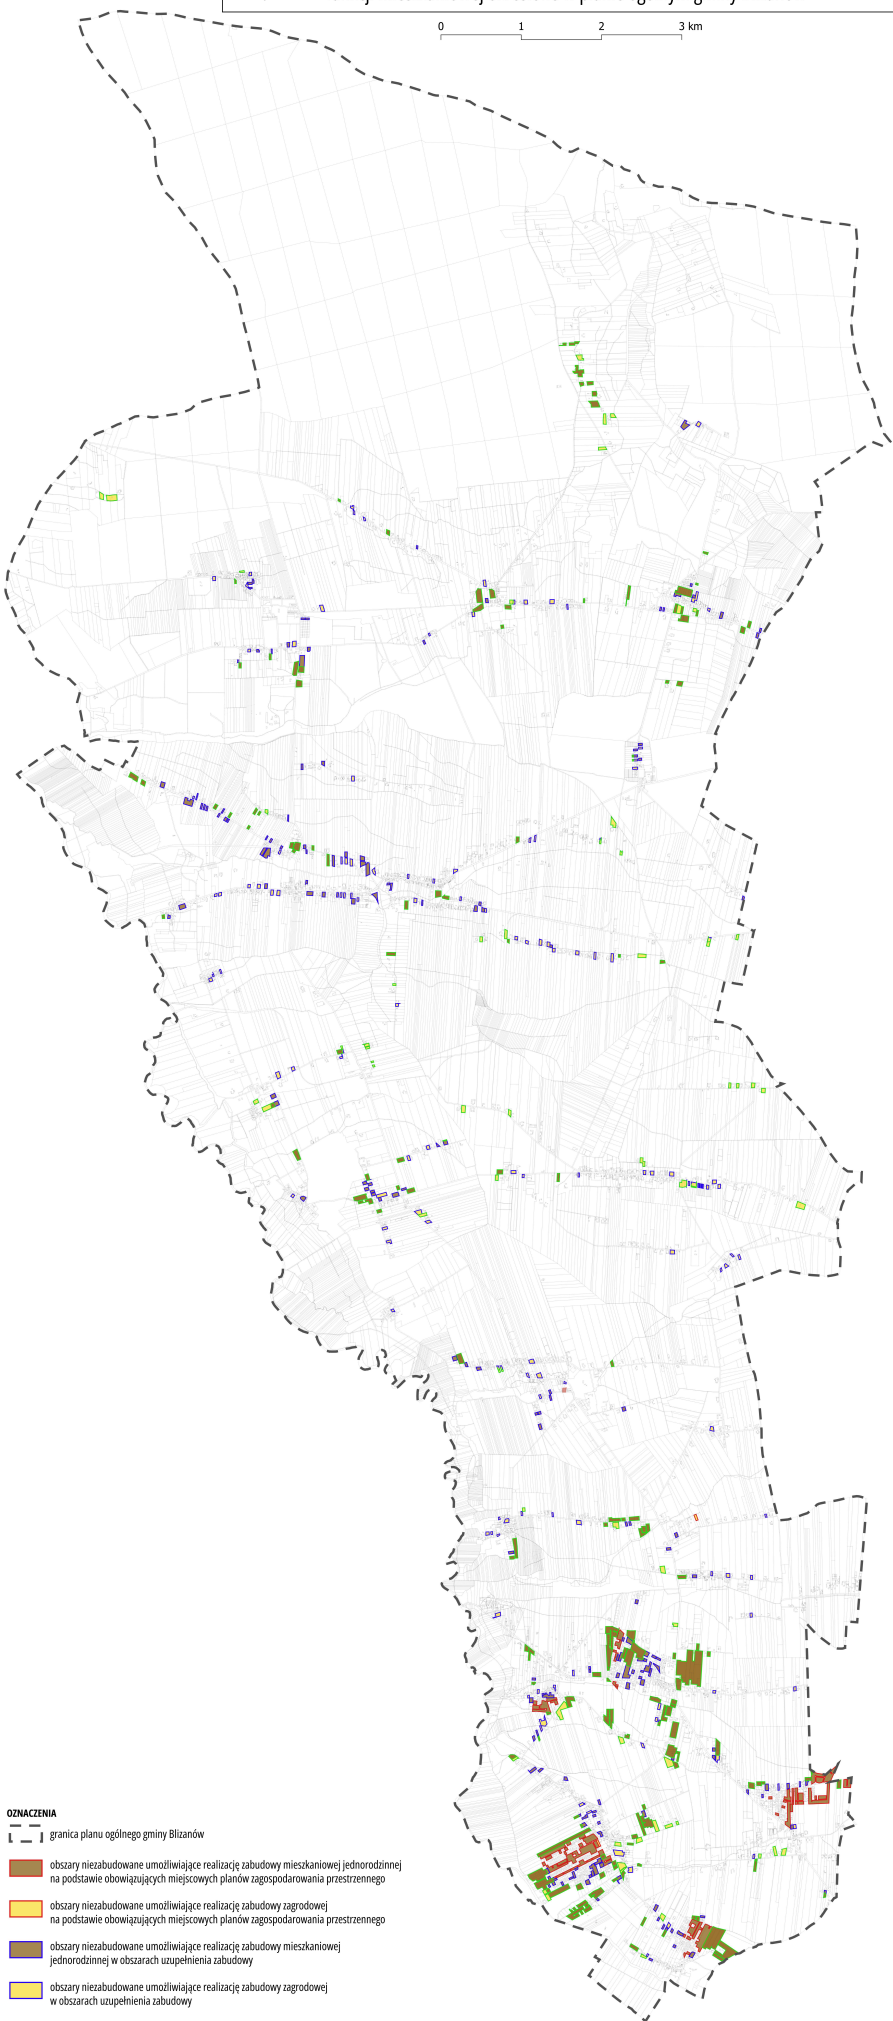 0 1 2 3 km
OZNACZENIA
granica planu ogólnego gminy Blizanów
obszary niezabudowane umożliwiające realizację zabudowy mieszkaniowej jednorodzinnej
na podstawie obowiązujących miejscowych planów zagospodarowania przestrzennego
obszary niezabudowane umożliwiające realizację zabudowy zagrodowej
na podstawie obowiązujących miejscowych planów zagospodarowania przestrzennego
obszary niezabudowane umożliwiające realizację zabudowy mieszkaniowej
jednorodzinnej w obszarach uzupełnienia zabudowy
obszary niezabudowane umożliwiające realizację zabudowy zagrodowej
w obszarach uzupełnienia zabudowy